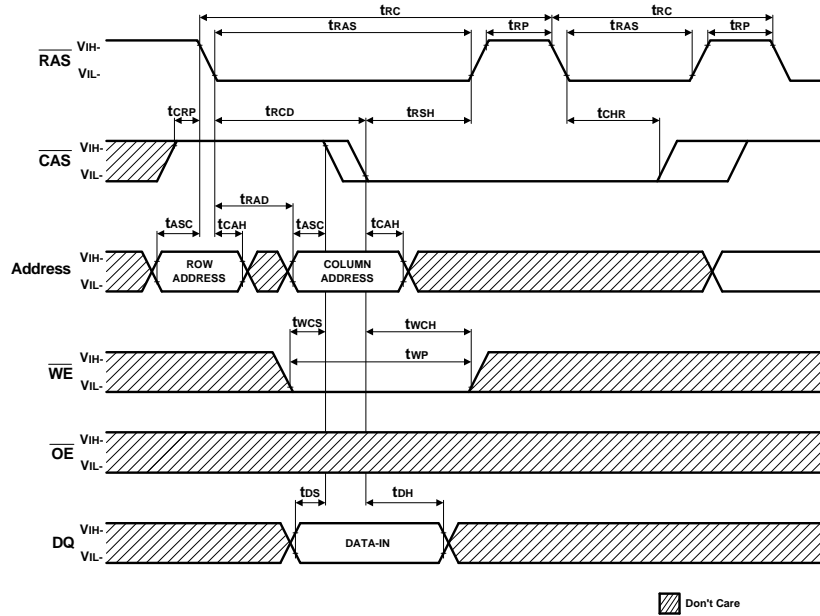 tRC tRC
tRAS tRP tRAS tRP
RAS VIH-
VIL-
tCRP tRCD tRSH tCHR
CAS VIH-
VIL-
tRAD
tASC tCAH tASC tCAH
Address VIH-
VIL-
ROW ADDRESS
COLUMN ADDRESS
tWCS tWCH
tWP
WE VIH-
VIL-
OE VIH-
VIL-
tDS tDH
DQ VIH-
VIL-
DATA-IN
Don't Care